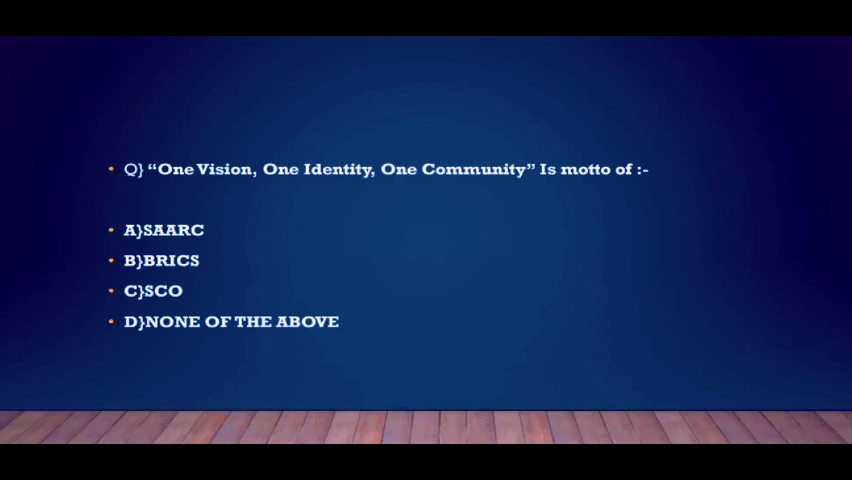 Q} “One Vision, One Identity, One Community” Is motto of :-
A}SAARC
B}BRICS
C}SCO
D}NONE OF THE ABOVE